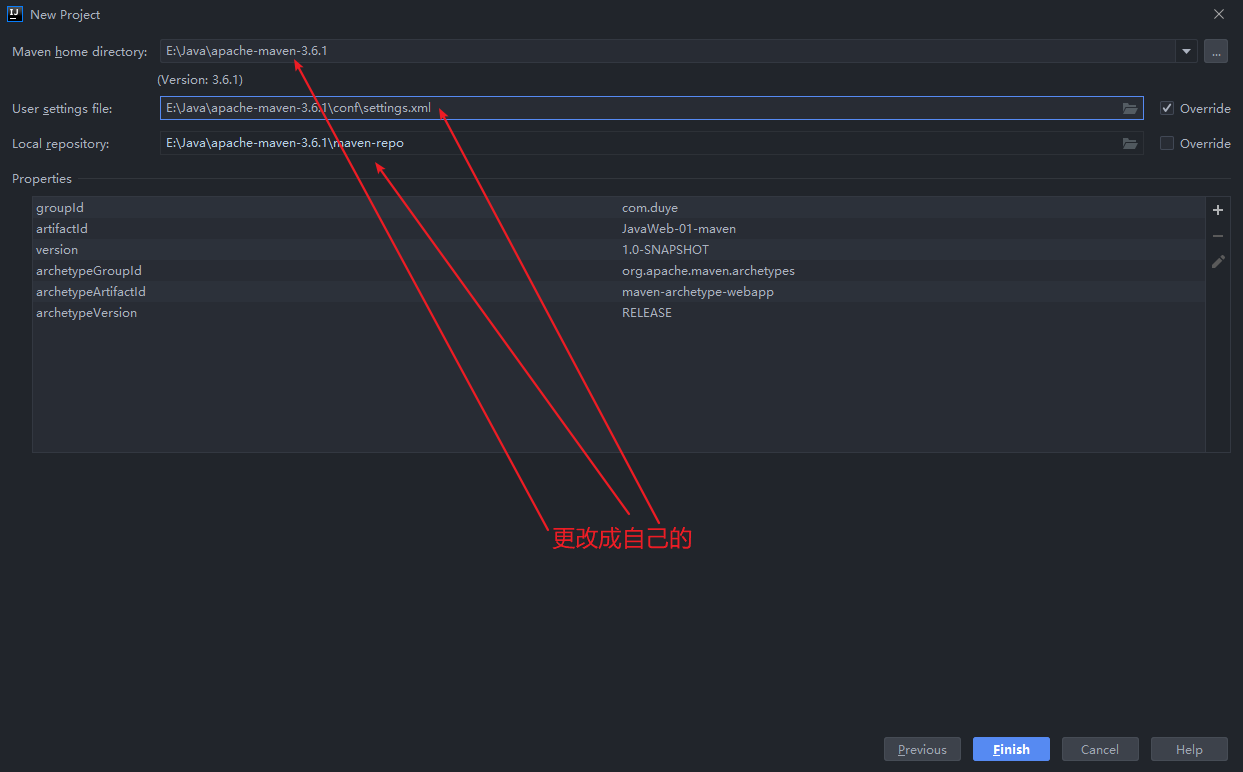 New Project
Maven home directory: E:\Java\apache-maven-3.6.1 ...
(Version: 3.6.1)
User settings file: E:\Java\apache-maven-3.6.1\conf\settings.xml Override
Local repository: E:\Java\apache-maven-3.6.1\maven-repo Override
Properties
groupId com.duye
artifactId JavaWeb-01-maven
version 1.0-SNAPSHOT
archetypeGroupId org.apache.maven.archetypes
archetypeArtifactId maven-archetype-webapp
archetypeVersion RELEASE
更改成自己的
Previous Finish Cancel Help